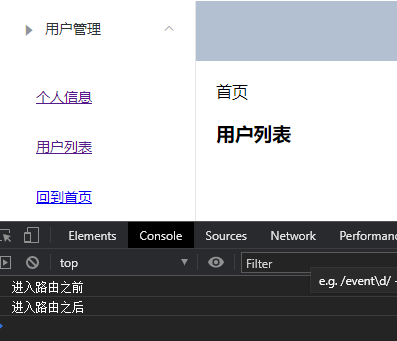 用户管理
个人信息
用户列表
回到首页
首页
用户列表
Elements Console Sources Network Performan
top Filter
e.g. /event\d/ -
进入路由之前
进入路由之后